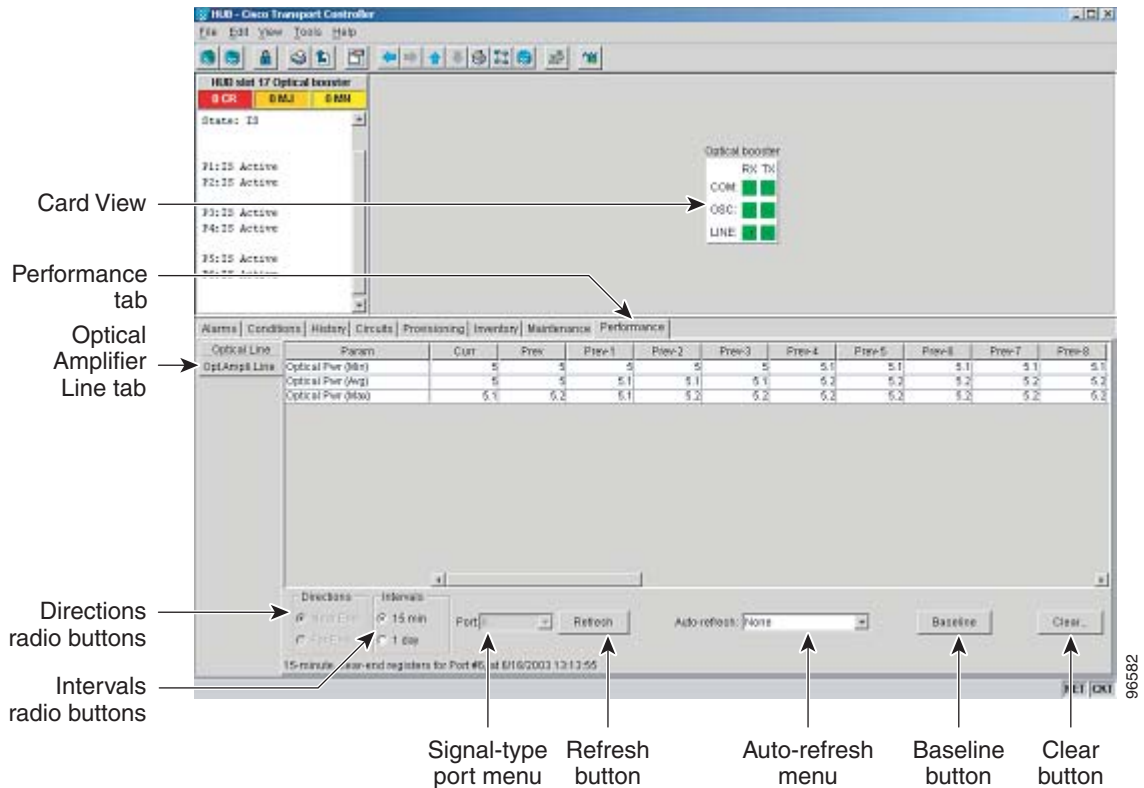 HUB - Cisco Transport Controller
File Edit View Tools Help
HUB slot 17 Optical booster
0 CR 0 MJ 0 MN
State: IS
P1:IS Active
P2:IS Active
P3:IS Active
P4:IS Active
P5:IS Active
Optical booster
RX TX
COM:
OSC:
LINE:
Card View
Performance
tab
Optical
Amplifier
Line tab
Alarms Conditions History Circuits Provisioning Inventory Maintenance Performance
Optical Line
Opt.Ampli.Line
Param Curr Prev Prev-1 Prev-2 Prev-3 Prev-4 Prev-5 Prev-6 Prev-7 Prev-8
Optical Pwr (Min) 5 5 5 5 5 5.1 5.1 5.1 5.1 5.1
Optical Pwr (Avg) 5 5 5.1 5.1 5.1 5.2 5.2 5.2 5.2 5.2
Optical Pwr (Max) 5.1 5.2 5.1 5.2 5.2 5.2 5.2 5.2 5.2 5.2
Directions
radio buttons
Directions Intervals
15 min
1 day
Port: Refresh Auto-refresh: None Baseline Clear...
15-minute, near-end registers for Port #6, at 6/16/2003 13:13:55
NET CKT
Intervals
radio buttons
Signal-type
port menu
Refresh
button
Auto-refresh
menu
Baseline
button
Clear
button
96582